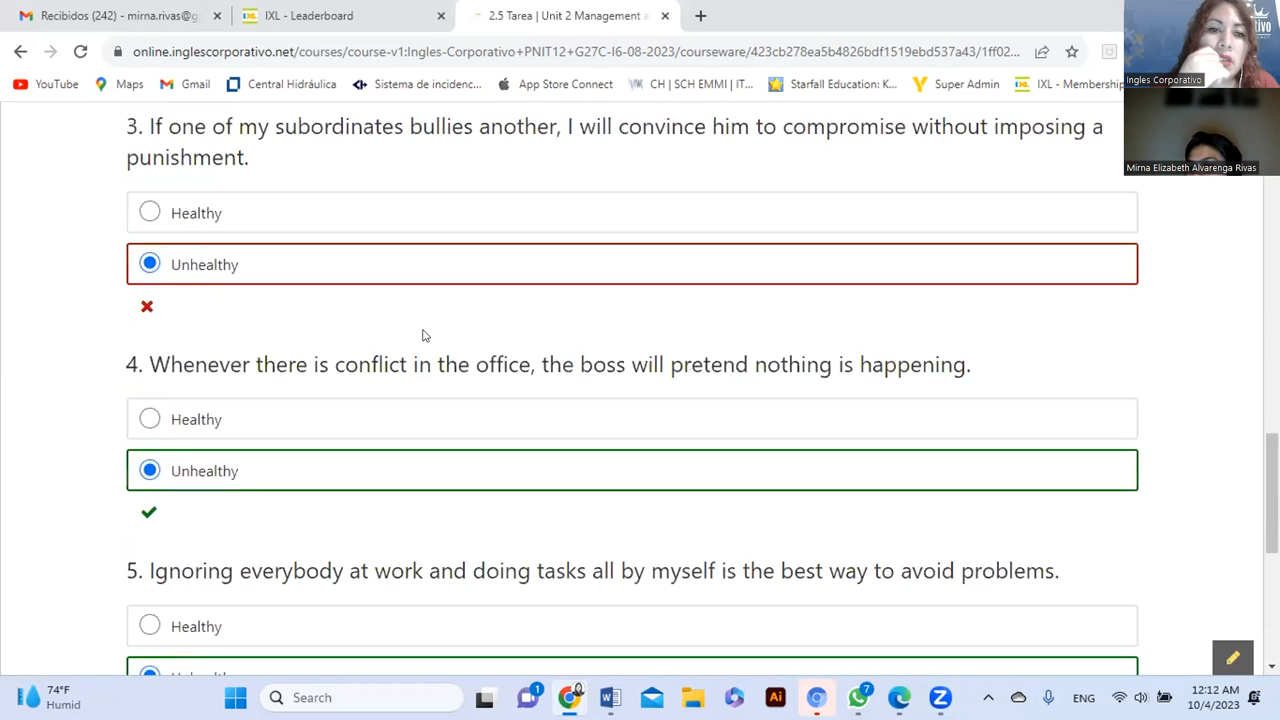 Recibidos (242) - mirna.rivas@g
IXL - Leaderboard
2.5 Tarea | Unit 2 Management a
online.inglescorporativo.net/courses/course-v1:Ingles-Corporativo+PNIT12+G27C-I6-08-2023/courseware/423cb278ea5b4826bdf1519ebd537a43/1ff02...
YouTube
Maps
Gmail
Central Hidráulica
Sistema de incidenp...
App Store Connect
CH | SCH EMMI | IT...
Starfall Education: K...
Super Admin
IXL - Membership
Ingles Corporativo
Mirna Elizabeth Alvarenga Rivas
3. If one of my subordinates bullies another, I will convince him to compromise without imposing a
punishment.
Healthy
Unhealthy
4. Whenever there is conflict in the office, the boss will pretend nothing is happening.
Healthy
Unhealthy
5. Ignoring everybody at work and doing tasks all by myself is the best way to avoid problems.
Healthy
74°F
Humid
Search
1
7
ENG
12:12 AM
10/4/2023